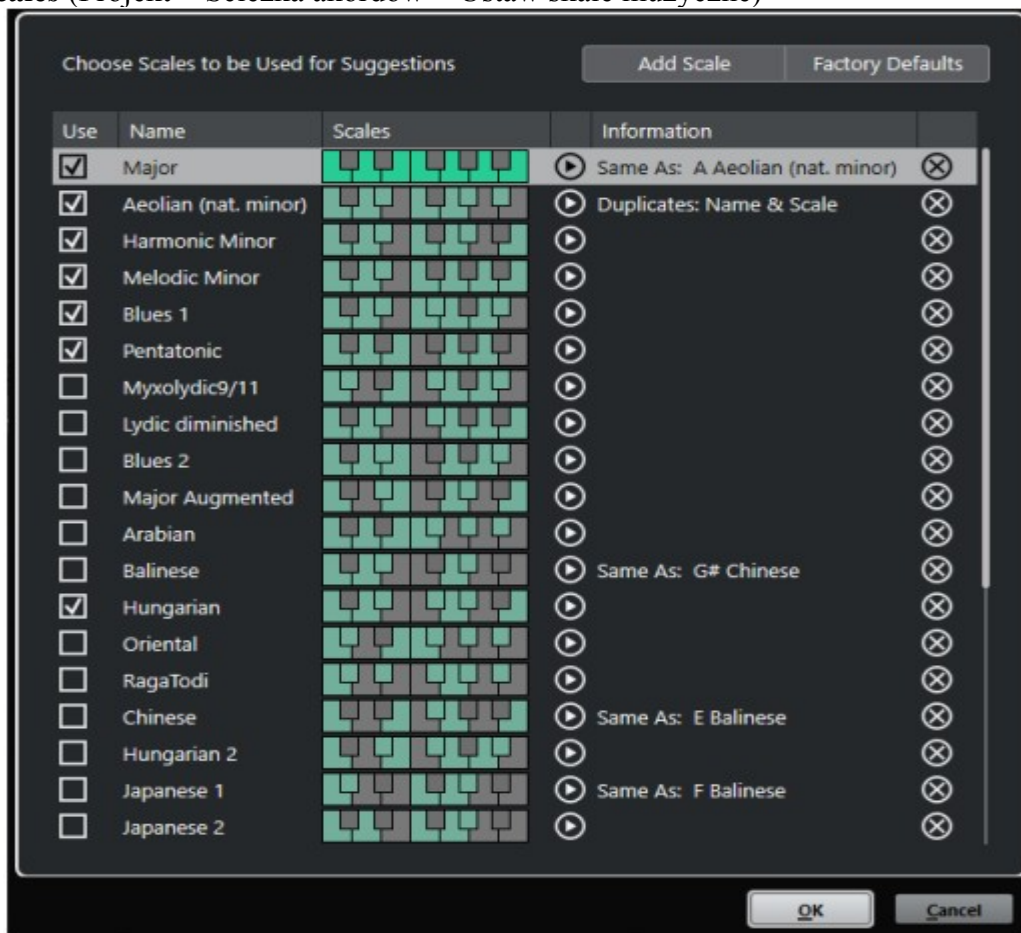 Choose Scales to be Used for Suggestions Add Scale Factory Defaults
Use Name Scales Information
Major Same As: A Aeolian (nat. minor)
Aeolian (nat. minor) Duplicates: Name & Scale
Harmonic Minor
Melodic Minor
Blues 1
Pentatonic
Myxolydic9/11
Lydic diminished
Blues 2
Major Augmented
Arabian
Balinese Same As: G# Chinese
Hungarian
Oriental
RagaTodi
Chinese Same As: E Balinese
Hungarian 2
Japanese 1 Same As: F Balinese
Japanese 2
OK Cancel